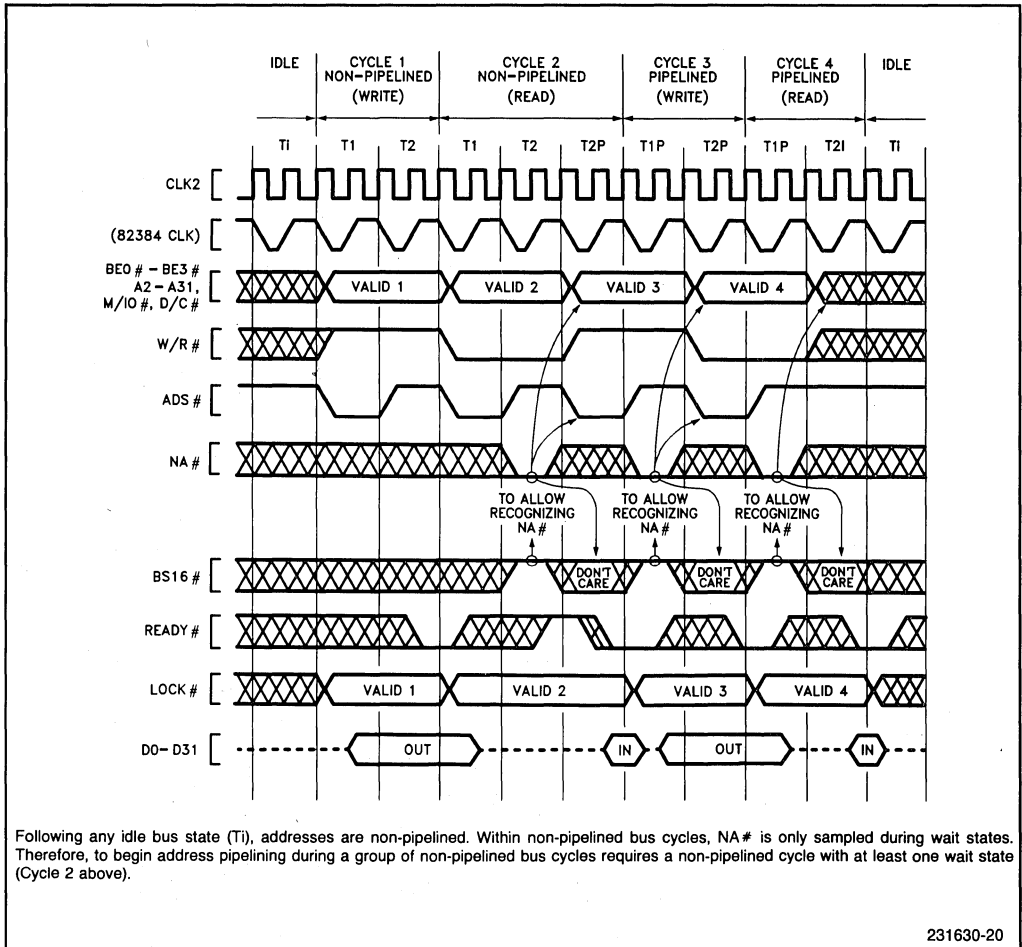 IDLE
CYCLE 1
NON-PIPELINED
(WRITE)
CYCLE 2
NON-PIPELINED
(READ)
CYCLE 3
PIPELINED
(WRITE)
CYCLE 4
PIPELINED
(READ)
IDLE
Ti T1 T2 T1 T2 T2P T1P T2P T1P T2I Ti
CLK2
(82384 CLK)
BE0 # - BE3 #
A2 - A31,
M/IO #, D/C #
VALID 1 VALID 2 VALID 3 VALID 4
W/R #
ADS #
NA #
TO ALLOW
RECOGNIZING
NA #
TO ALLOW
RECOGNIZING
NA #
TO ALLOW
RECOGNIZING
NA #
BS16 #
DON'T
CARE
DON'T
CARE
DON'T
CARE
READY #
LOCK #
VALID 1 VALID 2 VALID 3 VALID 4
D0 - D31
OUT IN OUT IN
Following any idle bus state (Ti), addresses are non-pipelined. Within non-pipelined bus cycles, NA# is only sampled during wait states.
Therefore, to begin address pipelining during a group of non-pipelined bus cycles requires a non-pipelined cycle with at least one wait state
(Cycle 2 above).
231630-20